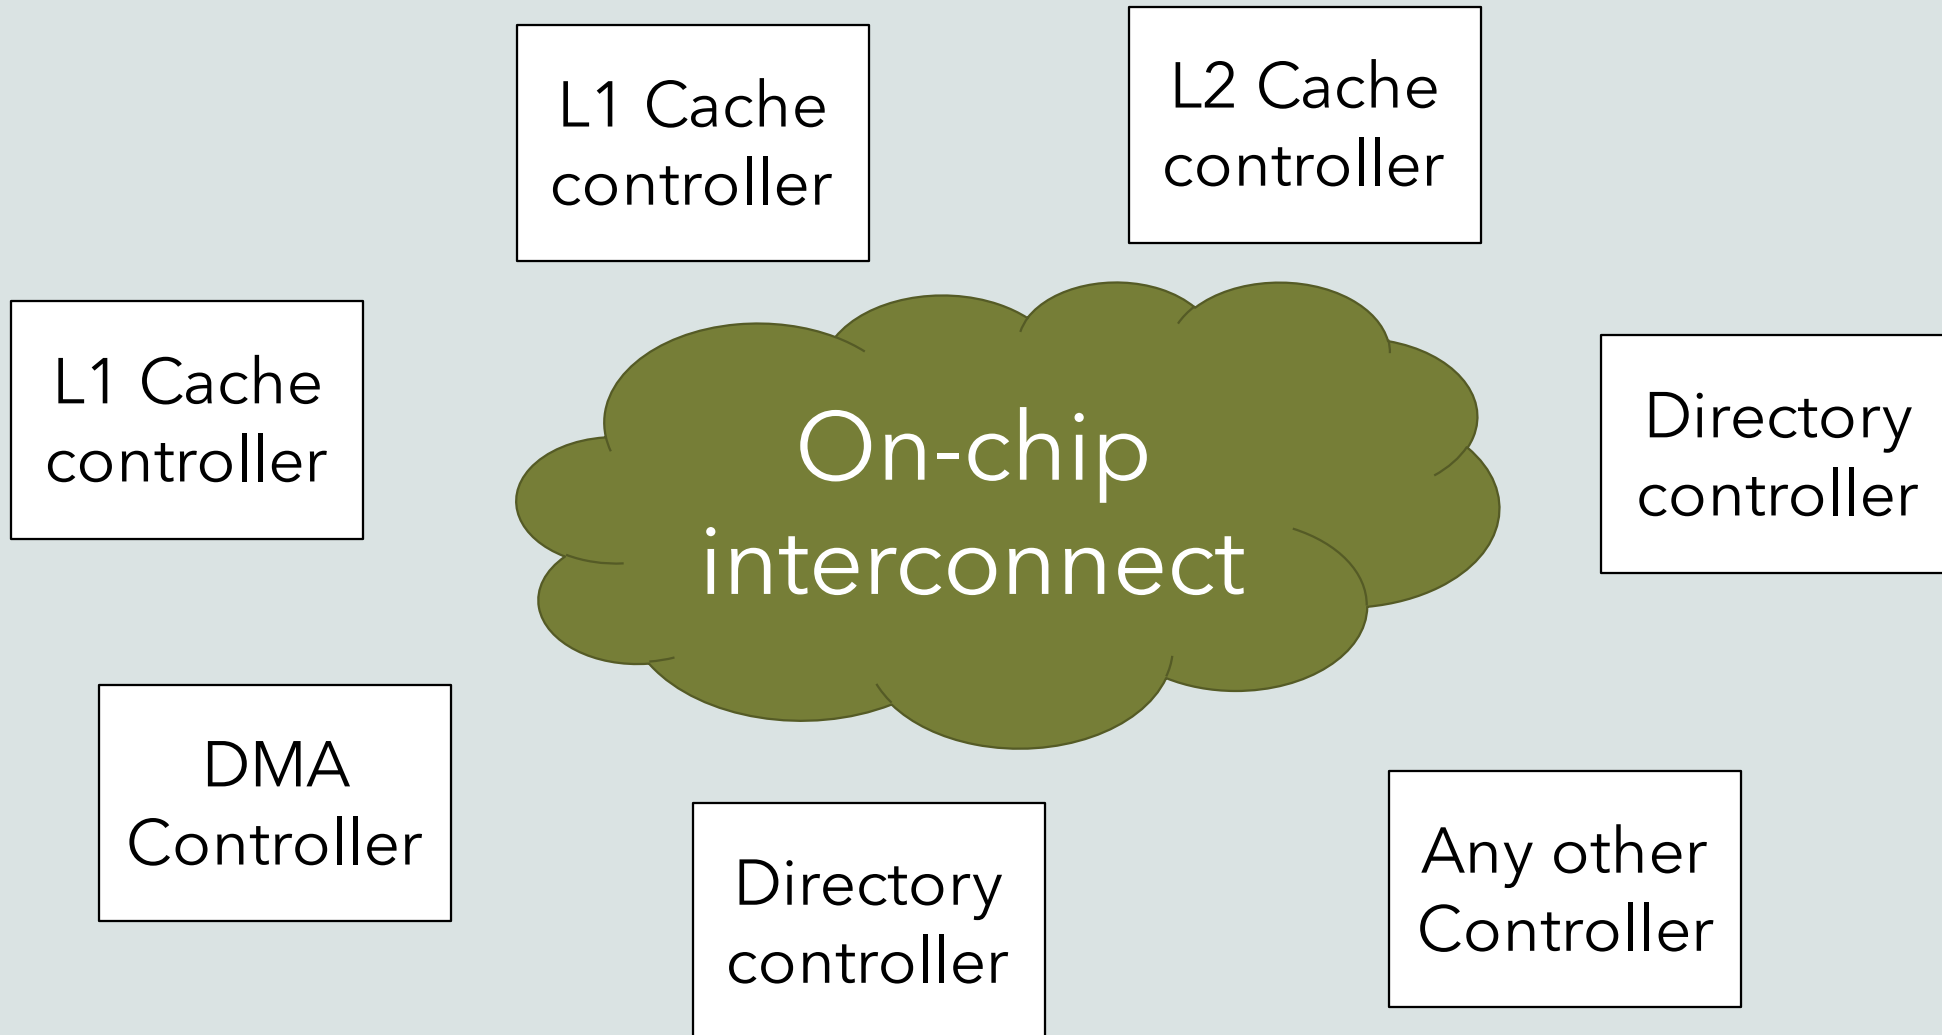 L1 Cache
controller
L2 Cache
controller
L1 Cache
controller
On-chip
interconnect
Directory
controller
DMA
Controller
Directory
controller
Any other
Controller